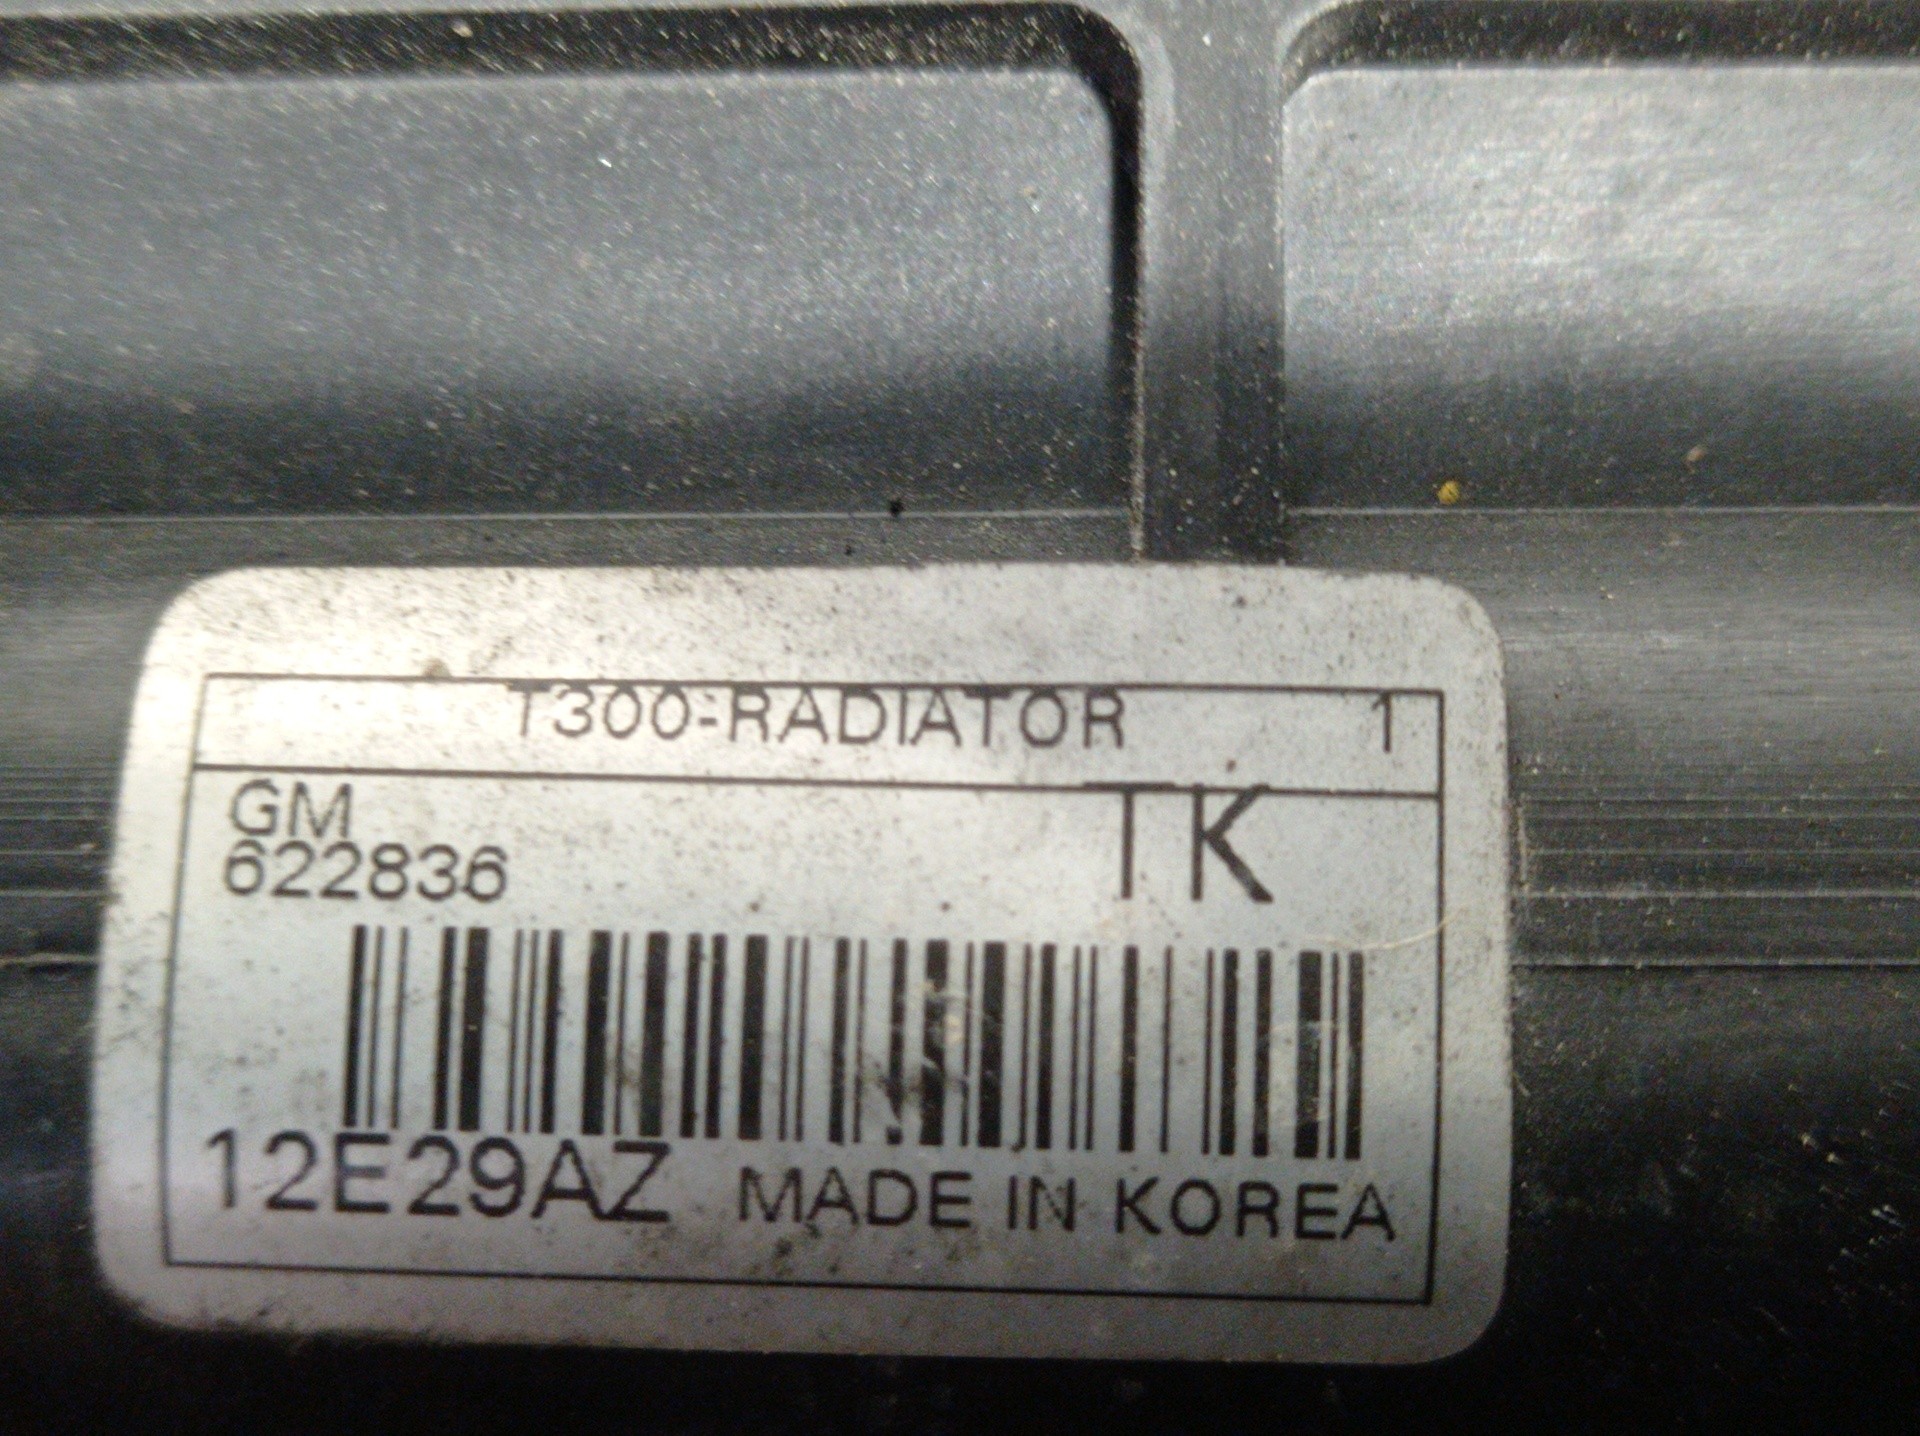 T300-RADIATOR 1
GM TK
622836
12E29AZ MADE IN KOREA